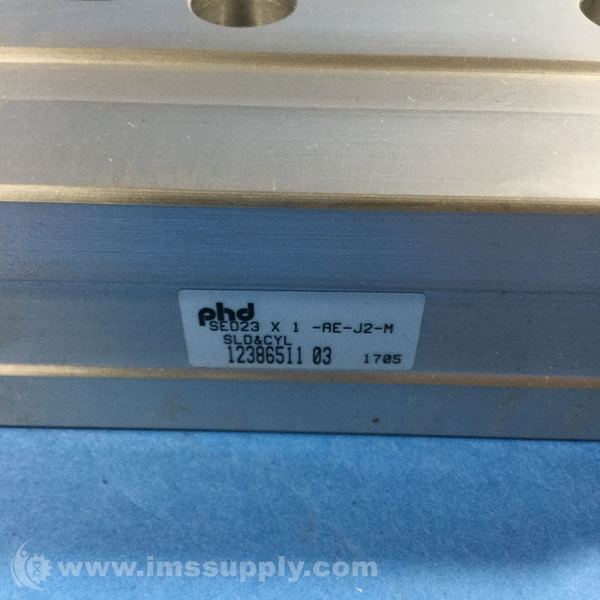 phd
SED23 X 1 -AE-J2-M
SLD&CYL
12386511 03 1705
www.imssupply.com